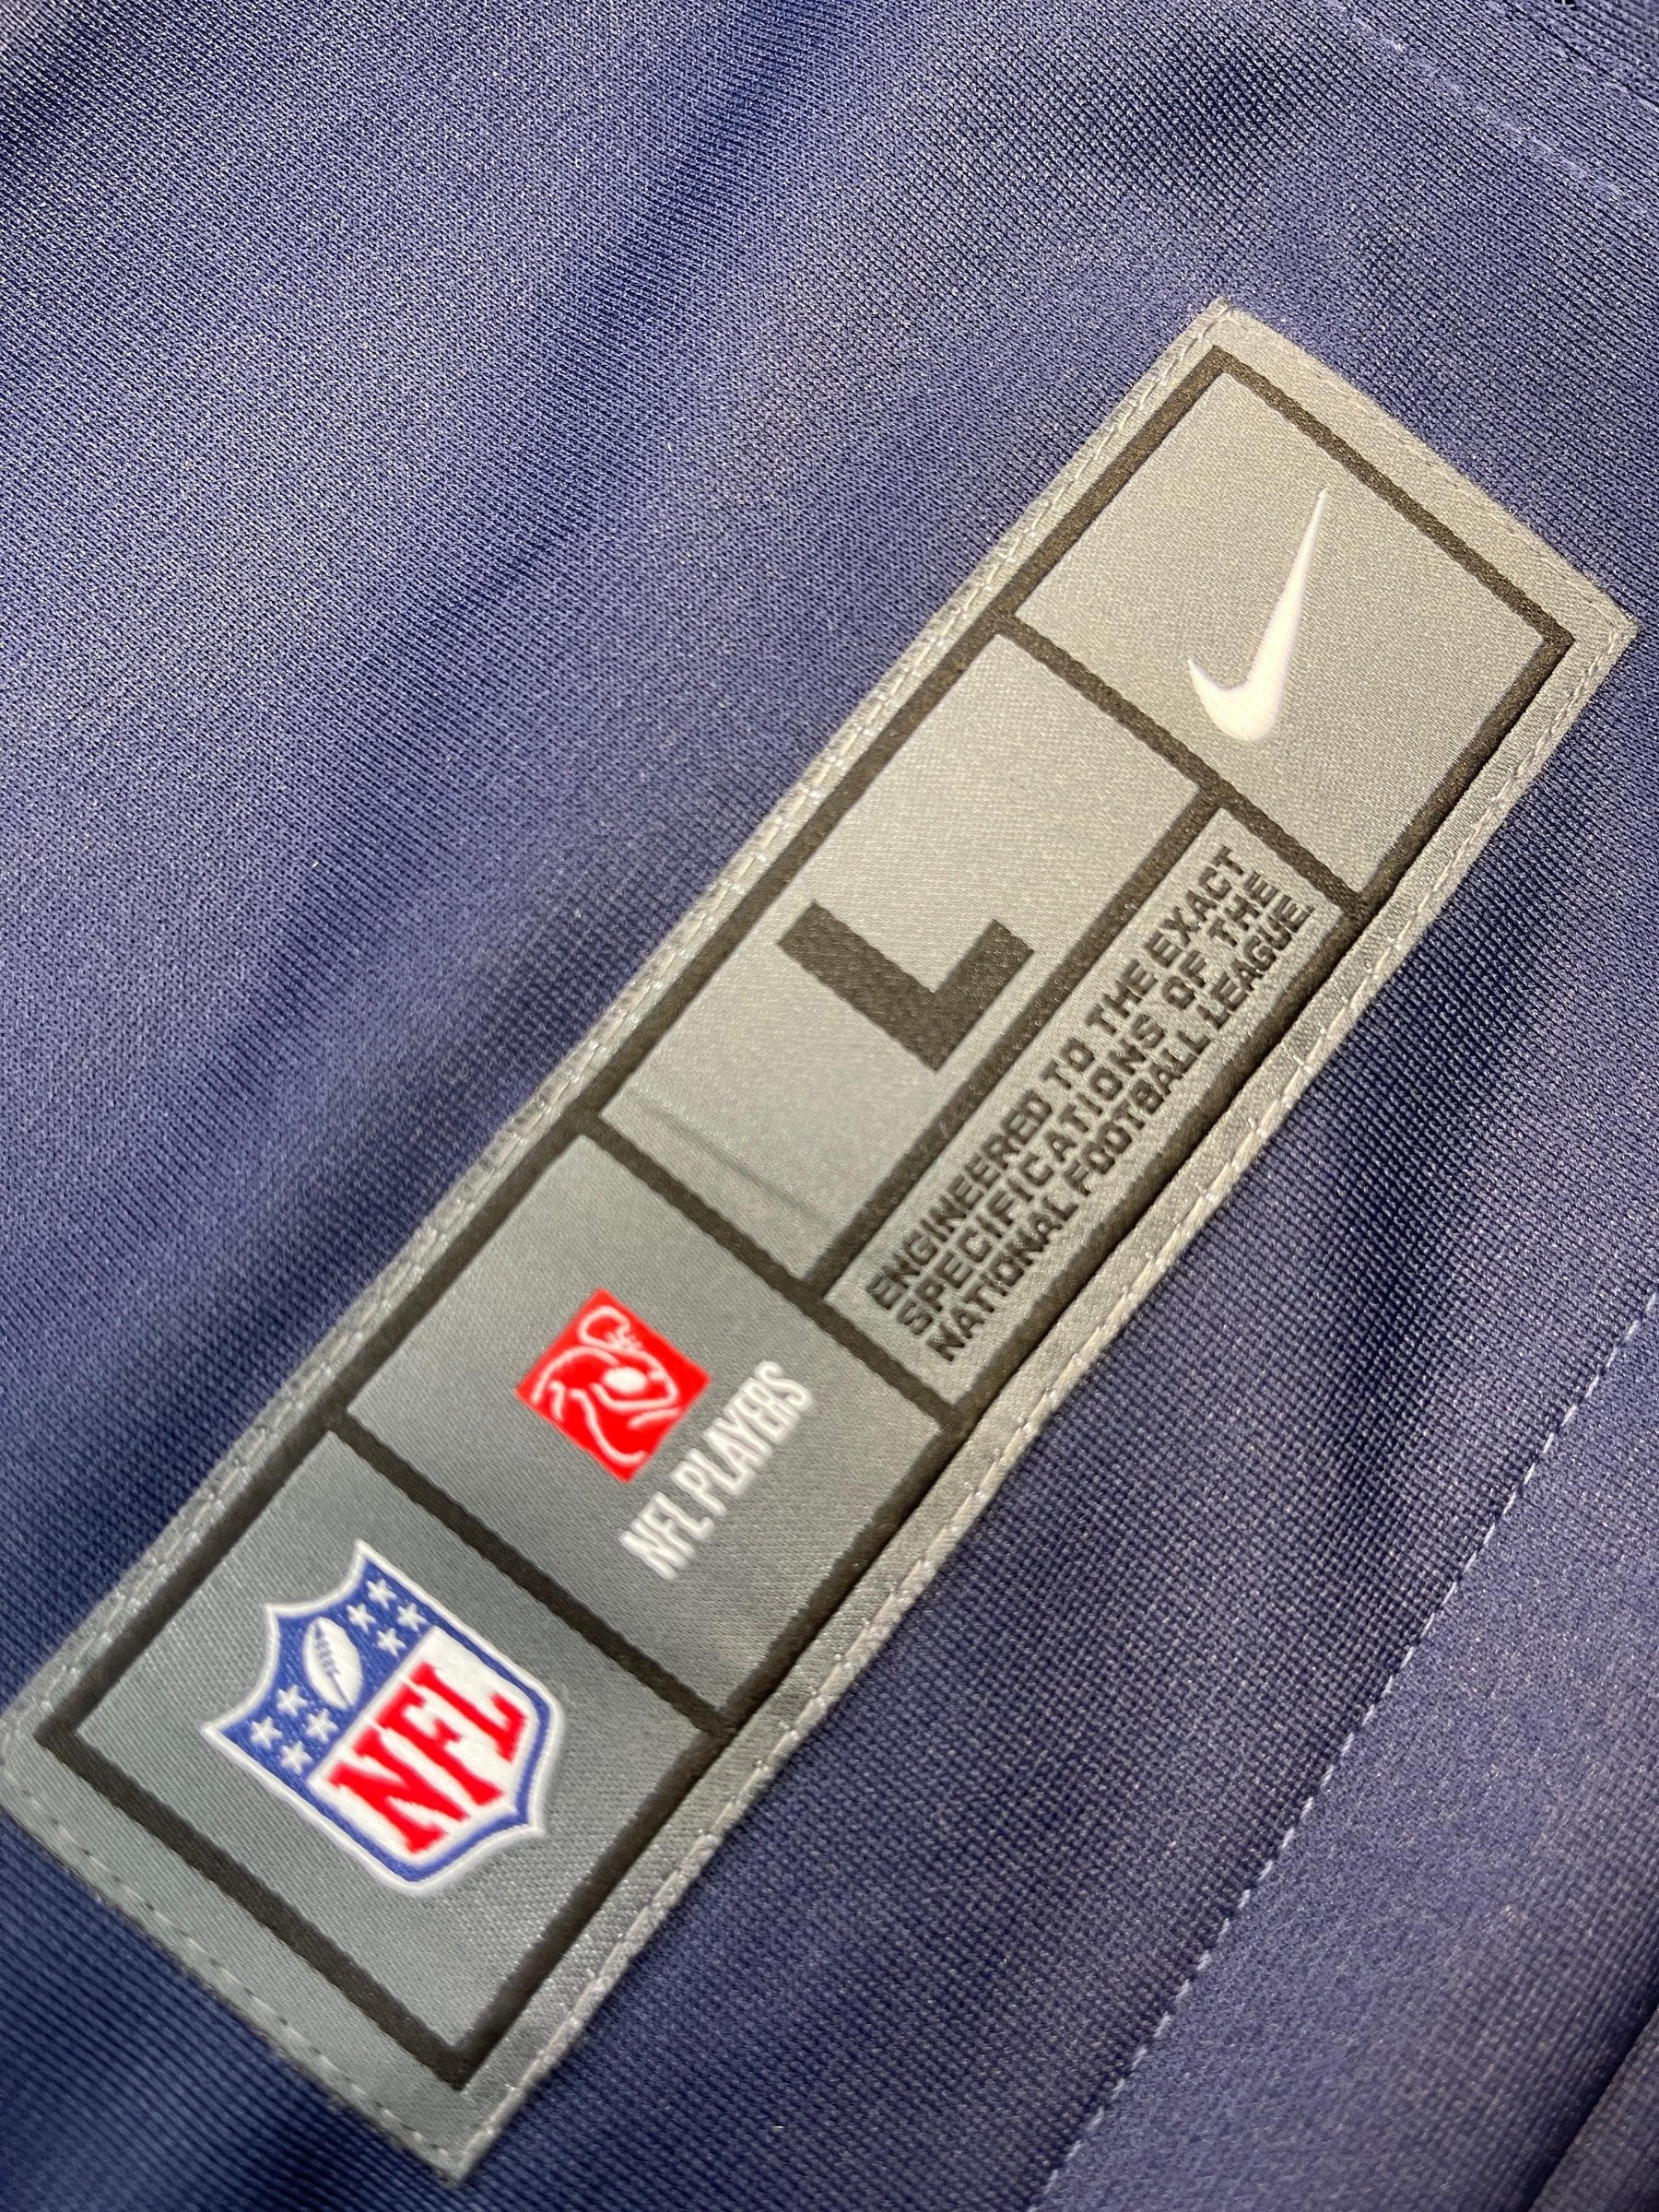 L
ENGINEERED TO THE EXACT
SPECIFICATIONS OF THE
NATIONAL FOOTBALL LEAGUE.
NFL PLAYERS
NFL